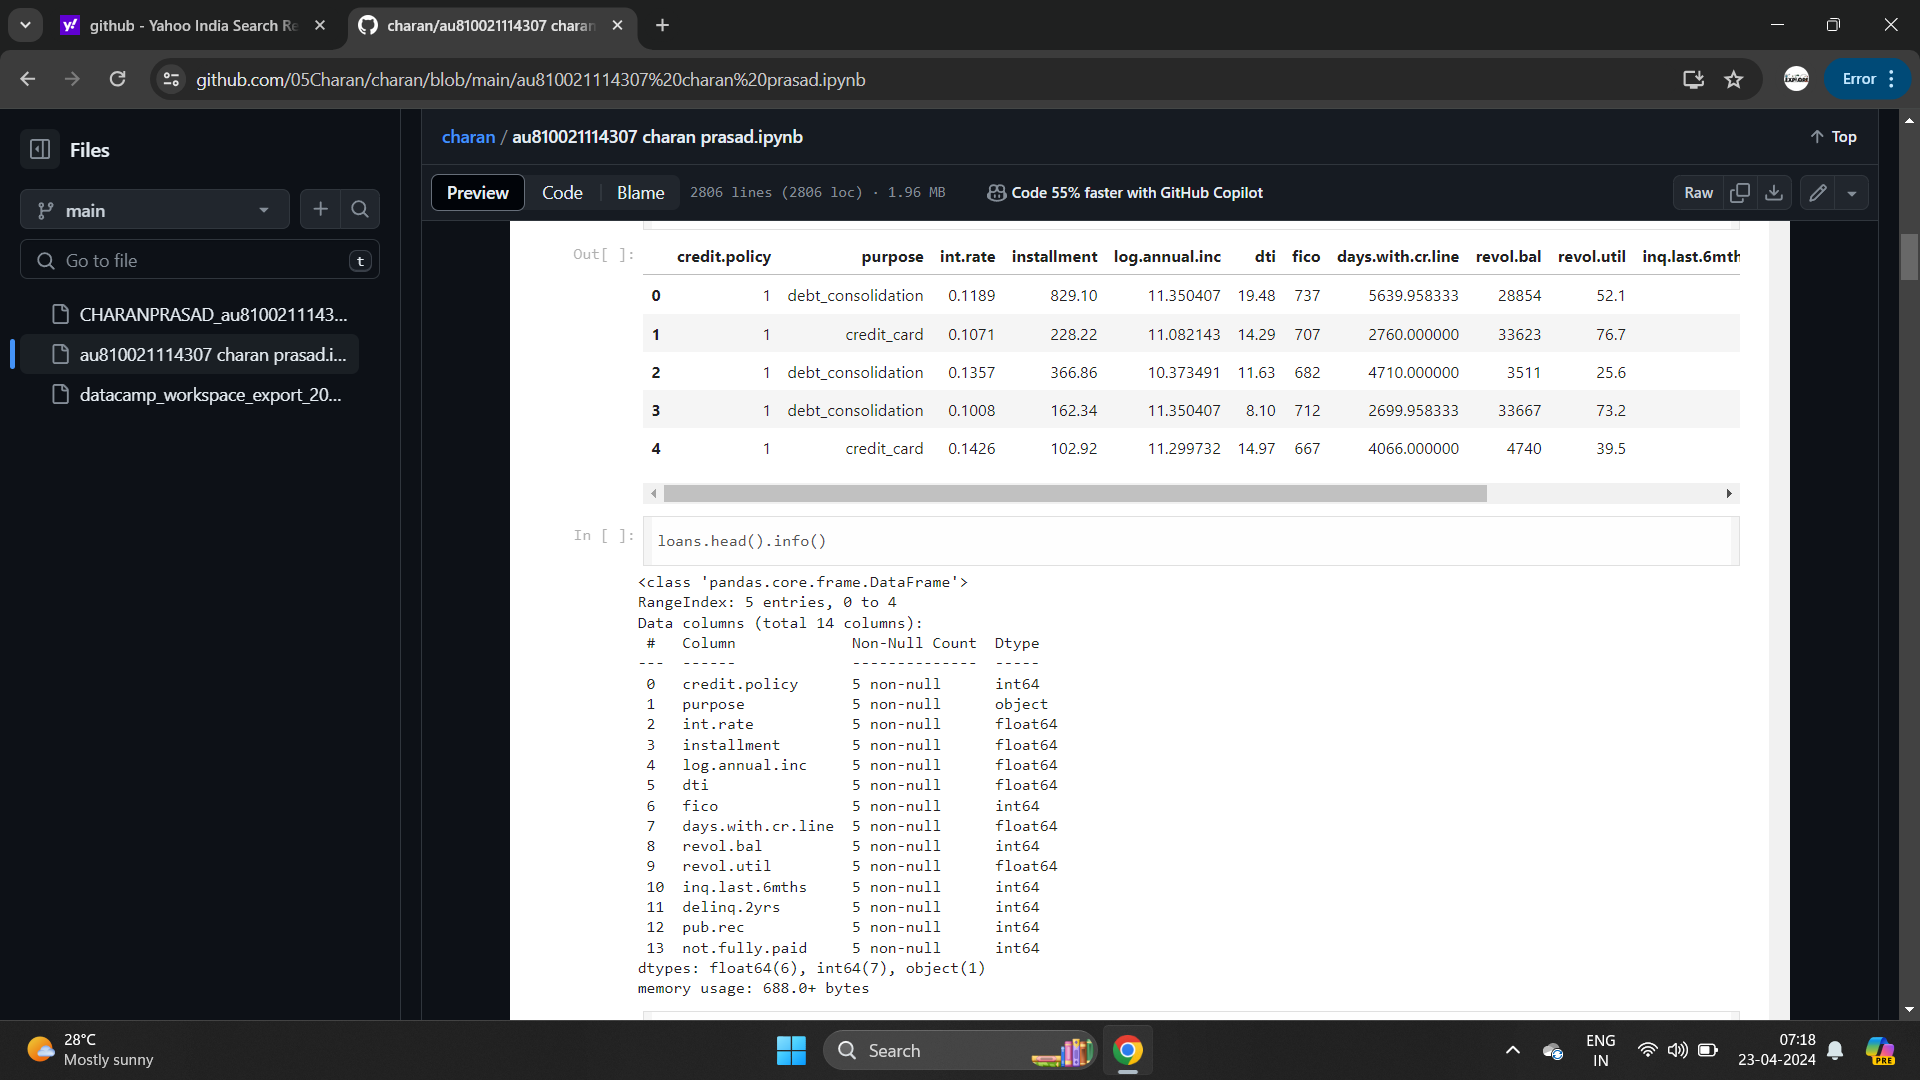 github - Yahoo India Search Re
charan/au810021114307 charan
github.com/05Charan/charan/blob/main/au810021114307%20charan%20prasad.ipynb
Error
Files
main
Go to file
t
CHARANPRASAD_au8100211143...
au810021114307 charan prasad.i...
datacamp_workspace_export_20...
charan / au810021114307 charan prasad.ipynb
Top
Preview Code Blame 2806 lines (2806 loc) · 1.96 MB Code 55% faster with GitHub Copilot Raw
Out[ ]:
credit.policy purpose int.rate installment log.annual.inc dti fico days.with.cr.line revol.bal revol.util inq.last.6mth
0 1 debt_consolidation 0.1189 829.10 11.350407 19.48 737 5639.958333 28854 52.1
1 1 credit_card 0.1071 228.22 11.082143 14.29 707 2760.000000 33623 76.7
2 1 debt_consolidation 0.1357 366.86 10.373491 11.63 682 4710.000000 3511 25.6
3 1 debt_consolidation 0.1008 162.34 11.350407 8.10 712 2699.958333 33667 73.2
4 1 credit_card 0.1426 102.92 11.299732 14.97 667 4066.000000 4740 39.5
In [ ]: loans.head().info()
<class 'pandas.core.frame.DataFrame'>
RangeIndex: 5 entries, 0 to 4
Data columns (total 14 columns):
# Column Non-Null Count Dtype
--- ------ -------------- -----
0 credit.policy 5 non-null int64
1 purpose 5 non-null object
2 int.rate 5 non-null float64
3 installment 5 non-null float64
4 log.annual.inc 5 non-null float64
5 dti 5 non-null float64
6 fico 5 non-null int64
7 days.with.cr.line 5 non-null float64
8 revol.bal 5 non-null int64
9 revol.util 5 non-null float64
10 inq.last.6mths 5 non-null int64
11 delinq.2yrs 5 non-null int64
12 pub.rec 5 non-null int64
13 not.fully.paid 5 non-null int64
dtypes: float64(6), int64(7), object(1)
memory usage: 688.0+ bytes
28°C
Mostly sunny
Search
ENG
IN
07:18
23-04-2024
PRE